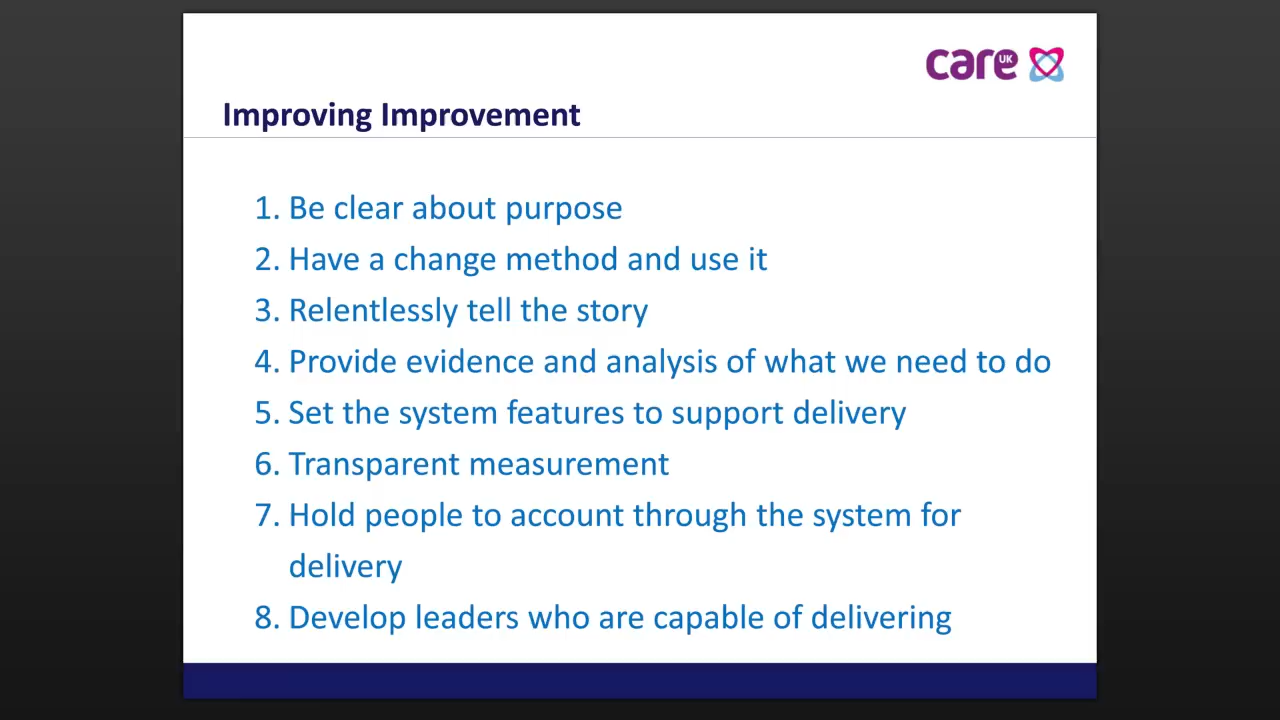 care UK
Improving Improvement
1. Be clear about purpose
2. Have a change method and use it
3. Relentlessly tell the story
4. Provide evidence and analysis of what we need to do
5. Set the system features to support delivery
6. Transparent measurement
7. Hold people to account through the system for
delivery
8. Develop leaders who are capable of delivering